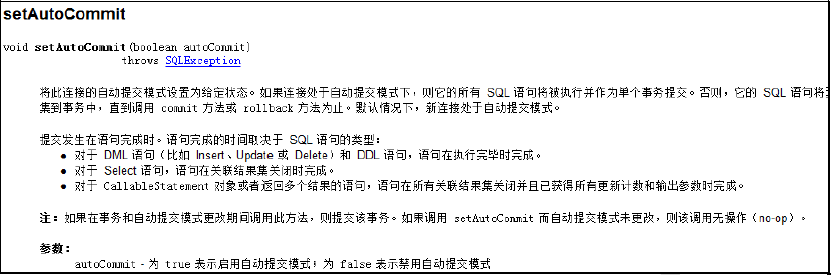 setAutoCommit
void setAutoCommit(boolean autoCommit)
throws SQLException
将此连接的自动提交模式设置为给定状态。如果连接处于自动提交模式下，则它的所有 SQL 语句将被执行并作为单个事务提交。否则，它的 SQL 语句将
集到事务中，直到调用 commit 方法或 rollback 方法为止。默认情况下，新连接处于自动提交模式。
提交发生在语句完成时。语句完成的时间取决于 SQL 语句的类型：
● 对于 DML 语句（比如 Insert、Update 或 Delete）和 DDL 语句，语句在执行完毕时完成。
● 对于 Select 语句，语句在关联结果集关闭时完成。
● 对于 CallableStatement 对象或者返回多个结果的语句，语句在所有关联结果集关闭并且已获得所有更新计数和输出参数时完成。
注：如果在事务和自动提交模式更改期间调用此方法，则提交该事务。如果调用 setAutoCommit 而自动提交模式未更改，则该调用无操作（no-op）。
参数：
autoCommit - 为 true 表示启用自动提交模式；为 false 表示禁用自动提交模式